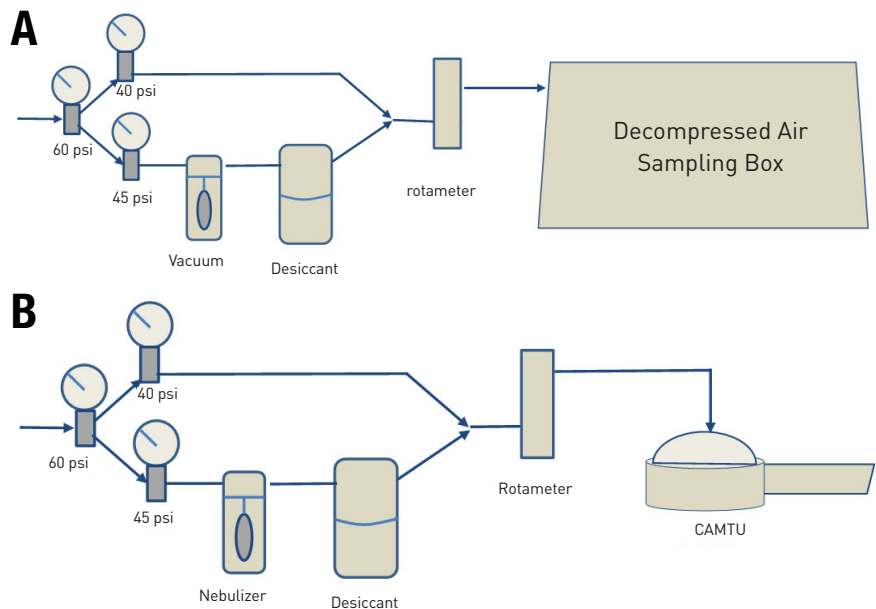 A
40 psi
60 psi
45 psi
Vacuum
Desiccant
rotameter
Decompressed Air
Sampling Box
B
40 psi
60 psi
45 psi
Nebulizer
Desiccant
Rotameter
CAMTU